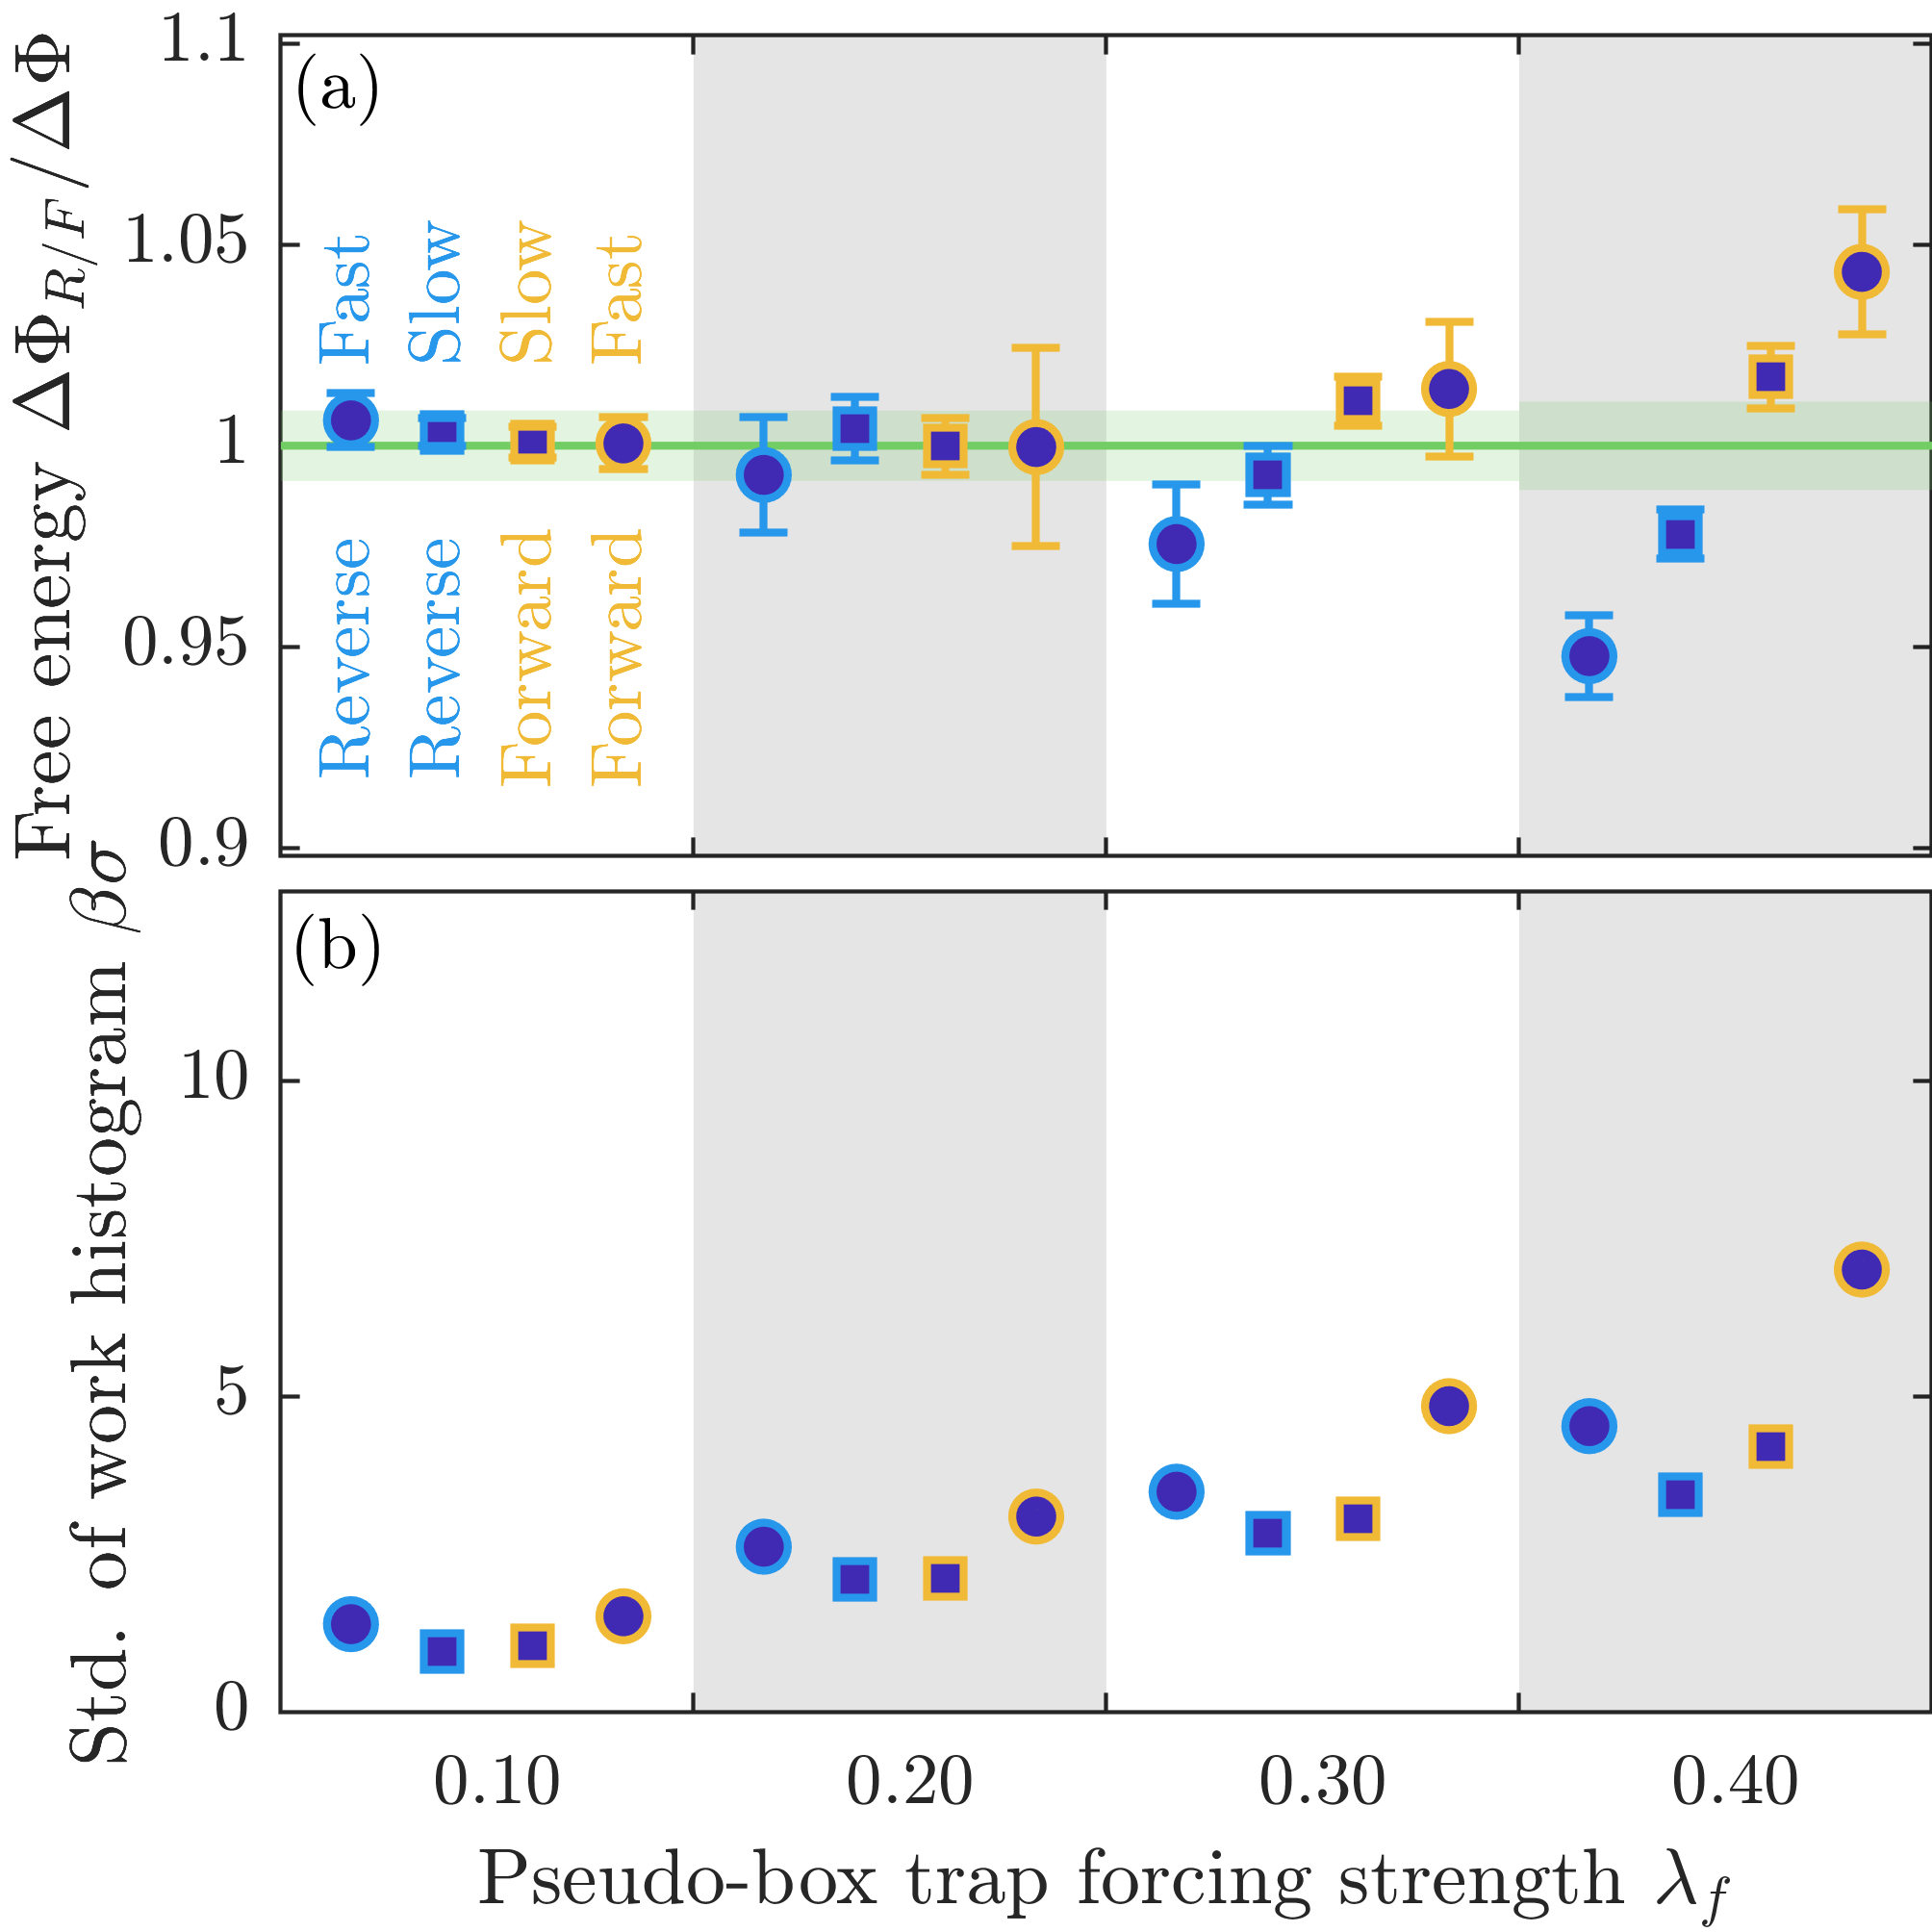 Free energy ΔΦ_{R/F}/ΔΦ
1.1
1.05
1
0.95
0.9
(a)
Fast
Slow
Slow
Fast
Reverse
Reverse
Forward
Forward
Std. of work histogram βσ
10
5
0
(b)
0.10
0.20
0.30
0.40
Pseudo-box trap forcing strength λ_f